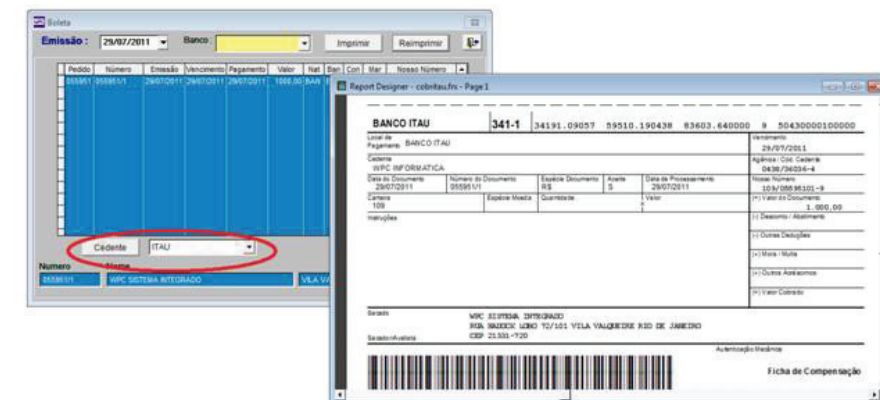 Boleta
Emissão : 29/07/2011 Banco: Imprimir Reimprimir
Pedido Número Emissão Vencimento Pagamento Valor Nat Ban Con Mar Nosso Número
055951 055951/1 29/07/2011 29/07/2011 29/07/2011 1000,00 BAN
Cedente ITAU
Numero Nome
055951/1 WPC SISTEMA INTEGRADO VILA VA
Report Designer - cobnitau.frx - Page 1
BANCO ITAU 341-1 34191.09057 59510.190438 83603.640000 9 50430000100000
Local de Pagamento BANCO ITAU
Vencimento
29/07/2011
Cedente
WPC INFORMATICA
Agência / Cód. Cedente
0438/36036-4
Data do Documento Número do Documento Espécie Documento Aceite Data de Processamento Nosso Número
29/07/2011 055951/1 R$ S 29/07/2011 109/05595101-9
Carteira Espécie Moeda Quantidade Valor (=) Valor do Documento
109 1.000,00
Instruções
(-) Desconto / Abatimento
(-) Outras Deduções
(+) Mora / Multa
(+) Outros Acréscimos
(=) Valor Cobrado
Sacado
WPC SISTEMA INTEGRADO
RUA HADDOCK LOBO 72/101 VILA VALQUEIRE RIO DE JANEIRO
Sacador/Avalista CEP 21331-720
Autenticação Mecânica
Ficha de Compensação